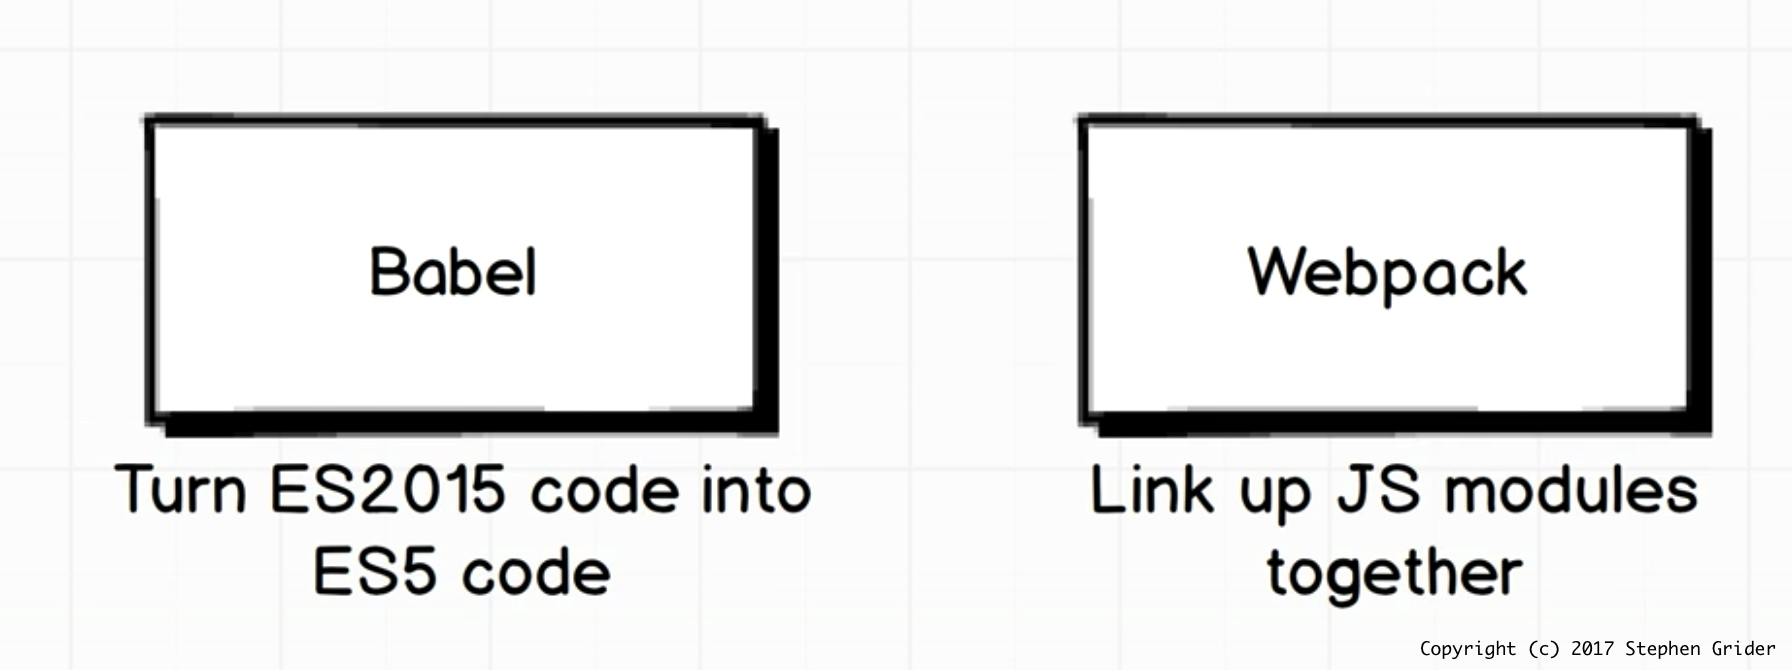 Babel
Turn ES2015 code into
ES5 code
Webpack
Link up JS modules
together
Copyright (c) 2017 Stephen Grider